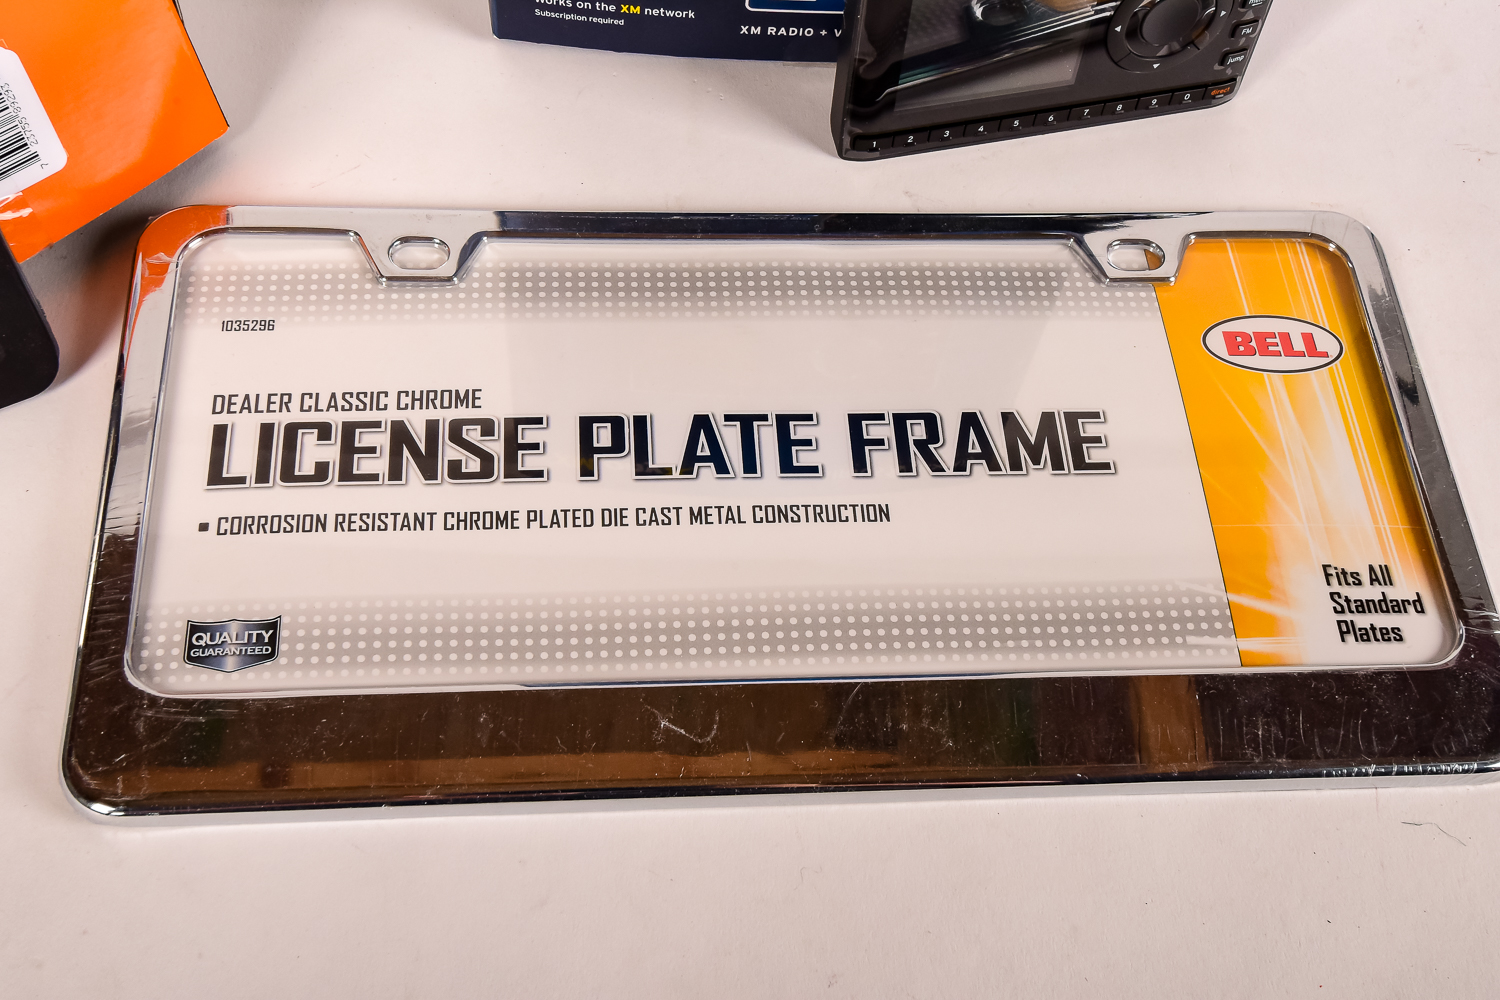 Works on the XM network
Subscription required
XM RADIO + V
menu
FM
jump
1 2 3 4 5 6 7 8 9 0 direct
1035296
DEALER CLASSIC CHROME
LICENSE PLATE FRAME
▪ CORROSION RESISTANT CHROME PLATED DIE CAST METAL CONSTRUCTION
QUALITY
GUARANTEED
BELL
Fits All
Standard
Plates